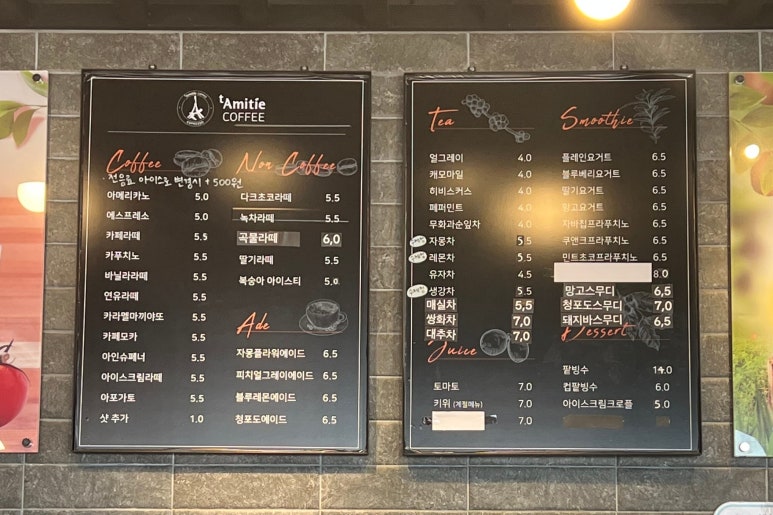 tAmitíe
COFFEE
Coffee
전음료 아이스로 변경시 + 500원
아메리카노 5.0
에스프레소 5.0
카페라떼 5.5
카푸치노 5.5
바닐라라떼 5.5
연유라떼 5.5
카라멜마끼야또 5.5
카페모카 5.5
아인슈페너 5.5
아이스크림라떼 5.5
아포가토 5.5
샷 추가 1.0
Non Coffee
다크초코라떼 5.5
녹차라떼 5.5
곡물라떼 6,0
딸기라떼 5.5
복숭아 아이스티 5.0
Ade
자몽플라워에이드 6.5
피치얼그레이에이드 6.5
블루레몬에이드 6.5
청포도에이드 6.5
Tea
얼그레이 4.0
캐모마일 4.0
히비스커스 4.0
페퍼민트 4.0
무화과순잎차 4.0
자몽차 5.5
레몬차 5.5
유자차 4.5
생강차 5.5
매실차 5,5
쌍화차 7,0
대추차 7,0
Juice
토마토 7.0
키위 (계절메뉴) 7.0
7.0
Smoothie
플레인요거트 6.5
블루베리요거트 6.5
딸기요거트 6.5
망고요거트 6.5
자바칩프라푸치노 6.5
쿠앤크프라푸치노 6.5
민트초코프라푸치노 6.5
8.0
망고스무디 6,5
청포도스무디 7,0
돼지바스무디 6,5
Dessert
팥빙수 14.0
컵빙수 6.0
아이스크림크로플 5.0